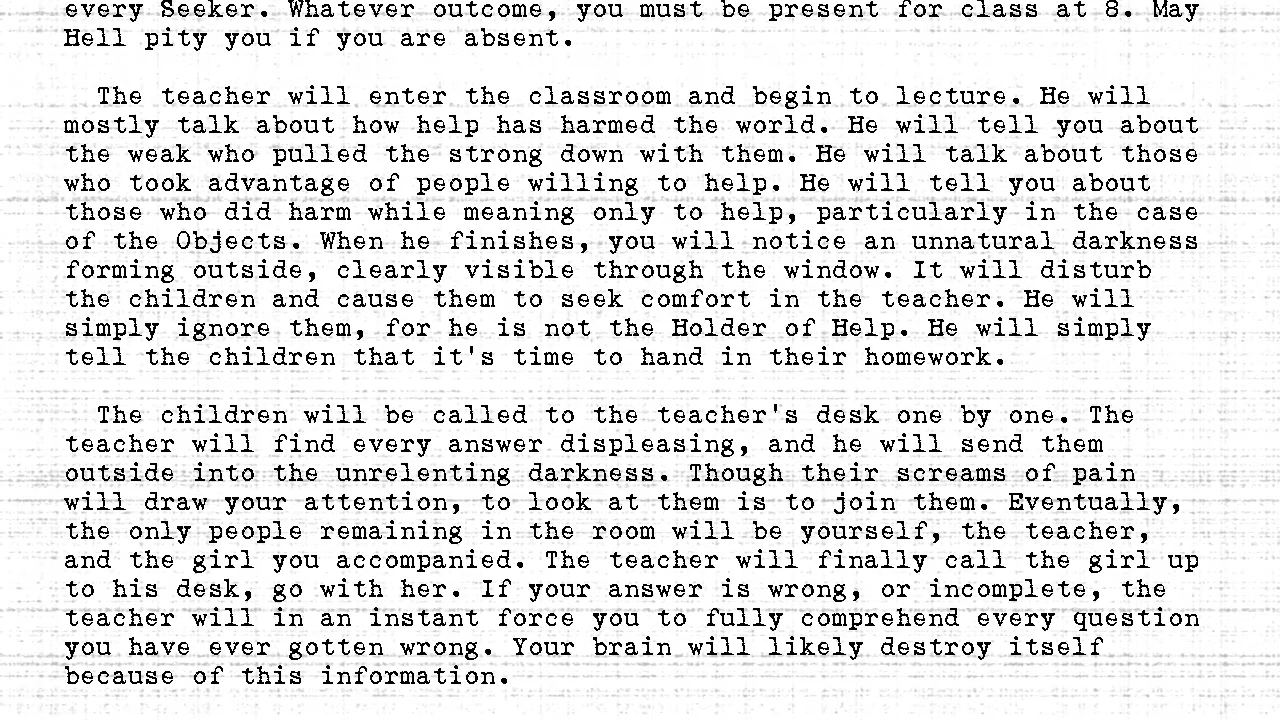 every Seeker. Whatever outcome, you must be present for class at 8. May
Hell pity you if you are absent.
The teacher will enter the classroom and begin to lecture. He will
mostly talk about how help has harmed the world. He will tell you about
the weak who pulled the strong down with them. He will talk about those
who took advantage of people willing to help. He will tell you about
those who did harm while meaning only to help, particularly in the case
of the Objects. When he finishes, you will notice an unnatural darkness
forming outside, clearly visible through the window. It will disturb
the children and cause them to seek comfort in the teacher. He will
simply ignore them, for he is not the Holder of Help. He will simply
tell the children that it's time to hand in their homework.
The children will be called to the teacher's desk one by one. The
teacher will find every answer displeasing, and he will send them
outside into the unrelenting darkness. Though their screams of pain
will draw your attention, to look at them is to join them. Eventually,
the only people remaining in the room will be yourself, the teacher,
and the girl you accompanied. The teacher will finally call the girl up
to his desk, go with her. If your answer is wrong, or incomplete, the
teacher will in an instant force you to fully comprehend every question
you have ever gotten wrong. Your brain will likely destroy itself
because of this information.